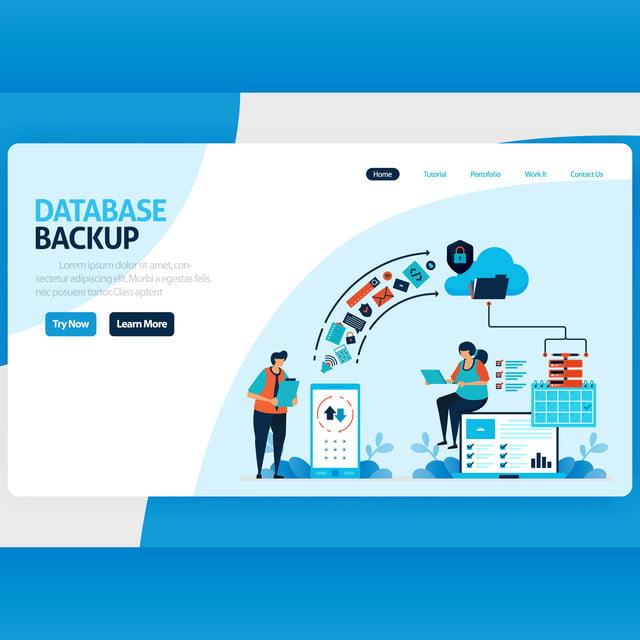 Home Tutorial Portofolio Work It Contact Us
DATABASE
BACKUP
Lorem ipsum dolor sit amet, con-
sectetur adipiscing elit. Morbi a egestas felis,
nec posuere tortor. Class aptent
Try Now Learn More